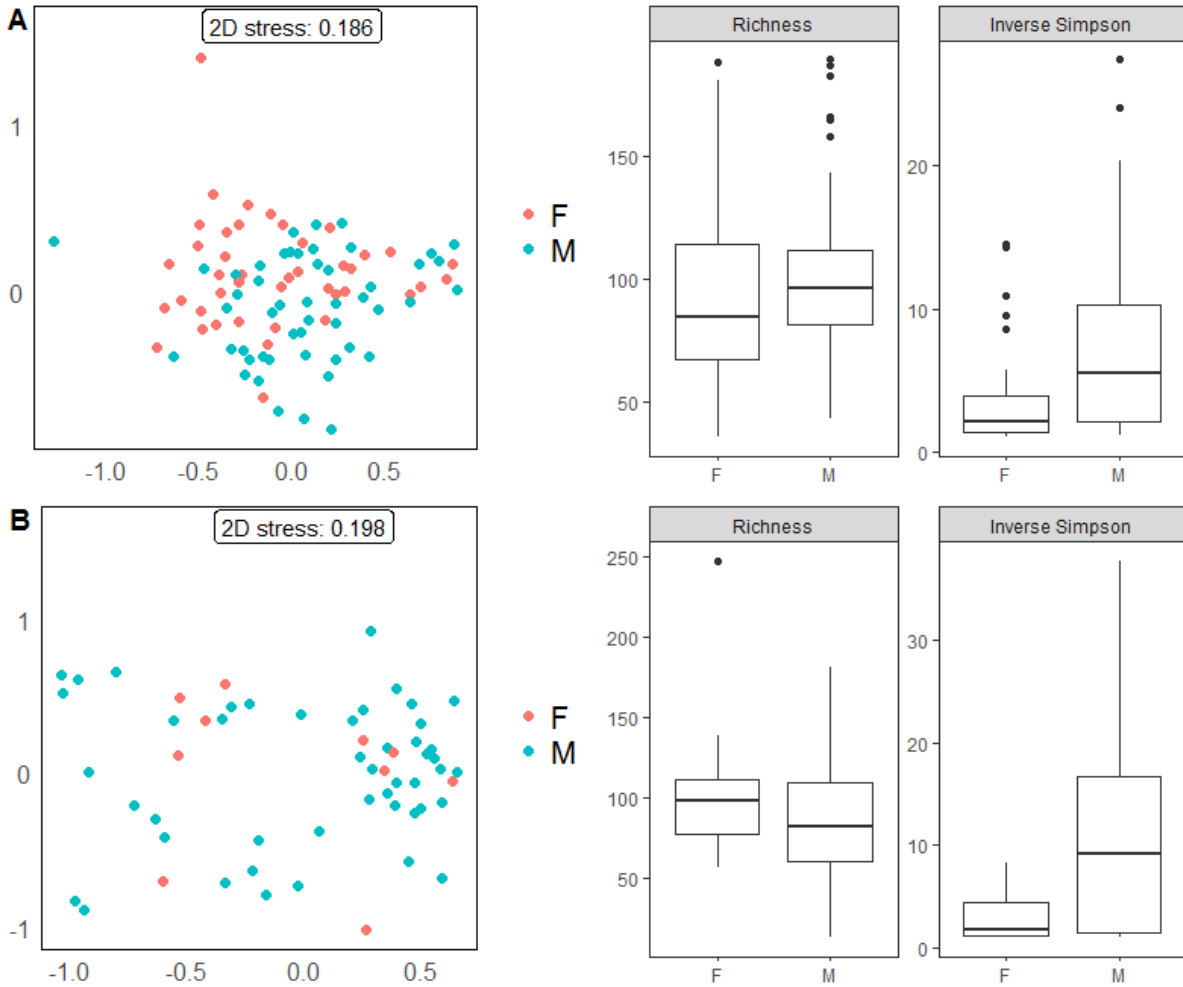 A
2D stress: 0.186
1
0
-1.0 -0.5 0.0 0.5
F
M
Richness
150
100
50
F M
Inverse Simpson
20
10
0
F M
B
2D stress: 0.198
1
0
-1
-1.0 -0.5 0.0 0.5
F
M
Richness
250
200
150
100
50
F M
Inverse Simpson
30
20
10
0
F M